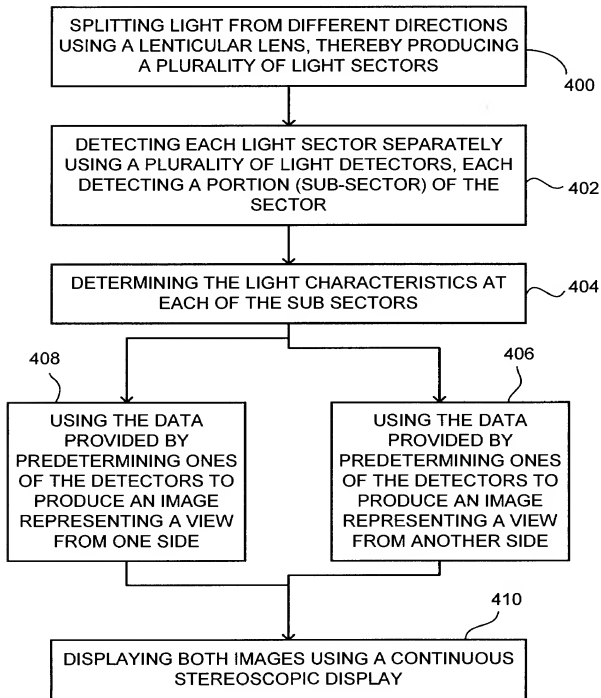 SPLITTING LIGHT FROM DIFFERENT DIRECTIONS
USING A LENTICULAR LENS, THEREBY PRODUCING
A PLURALITY OF LIGHT SECTORS
400
DETECTING EACH LIGHT SECTOR SEPARATELY
USING A PLURALITY OF LIGHT DETECTORS, EACH
DETECTING A PORTION (SUB-SECTOR) OF THE
SECTOR
402
DETERMINING THE LIGHT CHARACTERISTICS AT
EACH OF THE SUB SECTORS
404
408
USING THE DATA
PROVIDED BY
PREDETERMINING ONES
OF THE DETECTORS TO
PRODUCE AN IMAGE
REPRESENTING A VIEW
FROM ONE SIDE
406
USING THE DATA
PROVIDED BY
PREDETERMINING ONES
OF THE DETECTORS TO
PRODUCE AN IMAGE
REPRESENTING A VIEW
FROM ANOTHER SIDE
410
DISPLAYING BOTH IMAGES USING A CONTINUOUS
STEREOSCOPIC DISPLAY